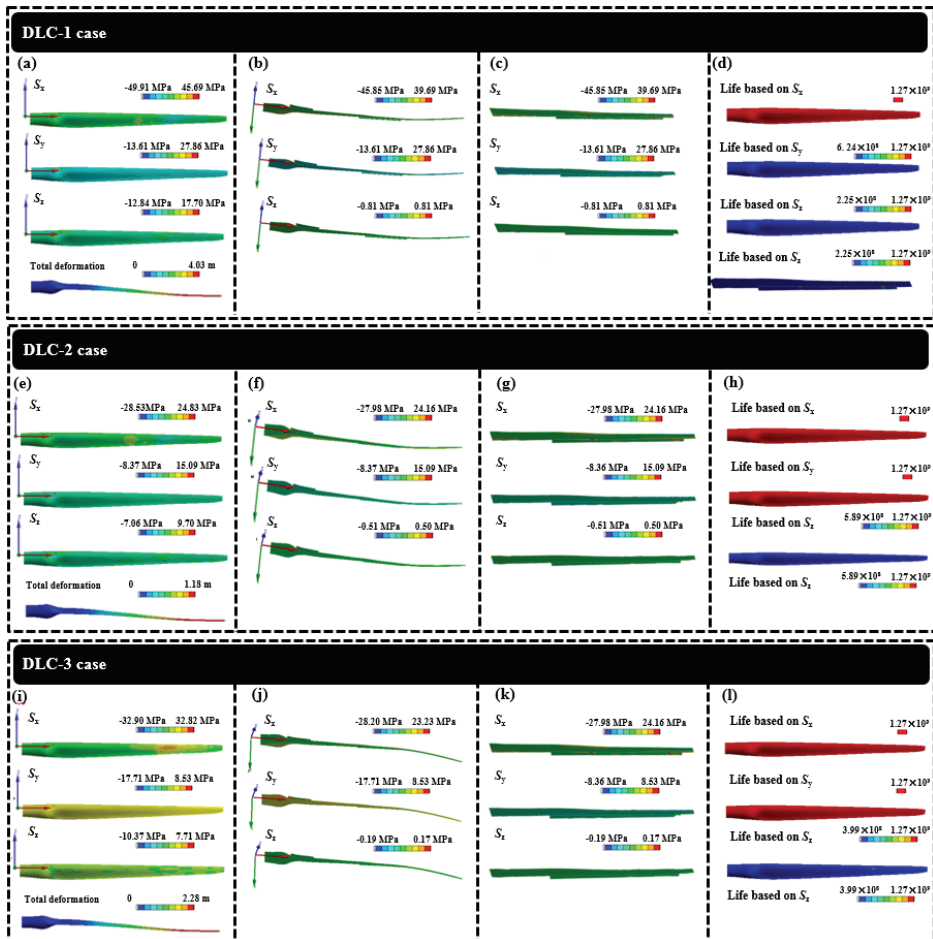 DLC-1 case
(a)
Sx
-49.91 MPa 45.69 MPa
Sy
-13.61 MPa 27.86 MPa
Sz
-12.84 MPa 17.70 MPa
Total deformation 0 4.03 m
(b)
Sx
-45.85 MPa 39.69 MPa
Sy
-13.61 MPa 27.86 MPa
Sz
-0.81 MPa 0.81 MPa
(c)
Sx
-45.85 MPa 39.69 MPa
Sy
-13.61 MPa 27.86 MPa
Sz
-0.81 MPa 0.81 MPa
(d)
Life based on Sx 1.27×10⁹
Life based on Sy 6.24×10⁸ 1.27×10⁹
Life based on Sz 2.25×10⁸ 1.27×10⁹
Life based on Sz 2.25×10⁸ 1.27×10⁹
DLC-2 case
(e)
Sx
-28.53MPa 24.83 MPa
Sy
-8.37 MPa 15.09 MPa
Sz
-7.06 MPa 9.70 MPa
Total deformation 0 1.18 m
(f)
Sx
-27.98 MPa 24.16 MPa
Sy
-8.37 MPa 15.09 MPa
Sz
-0.51 MPa 0.50 MPa
(g)
Sx
-27.98 MPa 24.16 MPa
Sy
-8.36 MPa 15.09 MPa
Sz
-0.51 MPa 0.50 MPa
(h)
Life based on Sx 1.27×10⁹
Life based on Sy 1.27×10⁹
Life based on Sz 5.89×10⁸ 1.27×10⁹
Life based on Sz 5.89×10⁸ 1.27×10⁹
DLC-3 case
(i)
Sx
-32.90 MPa 32.82 MPa
Sy
-17.71 MPa 8.53 MPa
Sz
-10.37 MPa 7.71 MPa
Total deformation 0 2.28 m
(j)
Sx
-28.20 MPa 23.23 MPa
Sy
-17.71 MPa 8.53 MPa
Sz
-0.19 MPa 0.17 MPa
(k)
Sx
-27.98 MPa 24.16 MPa
Sy
-8.36 MPa 8.53 MPa
Sz
-0.19 MPa 0.17 MPa
(l)
Life based on Sx 1.27×10⁹
Life based on Sy 1.27×10⁹
Life based on Sz 3.99×10⁸ 1.27×10⁹
Life based on Sz 3.99×10⁸ 1.27×10⁹